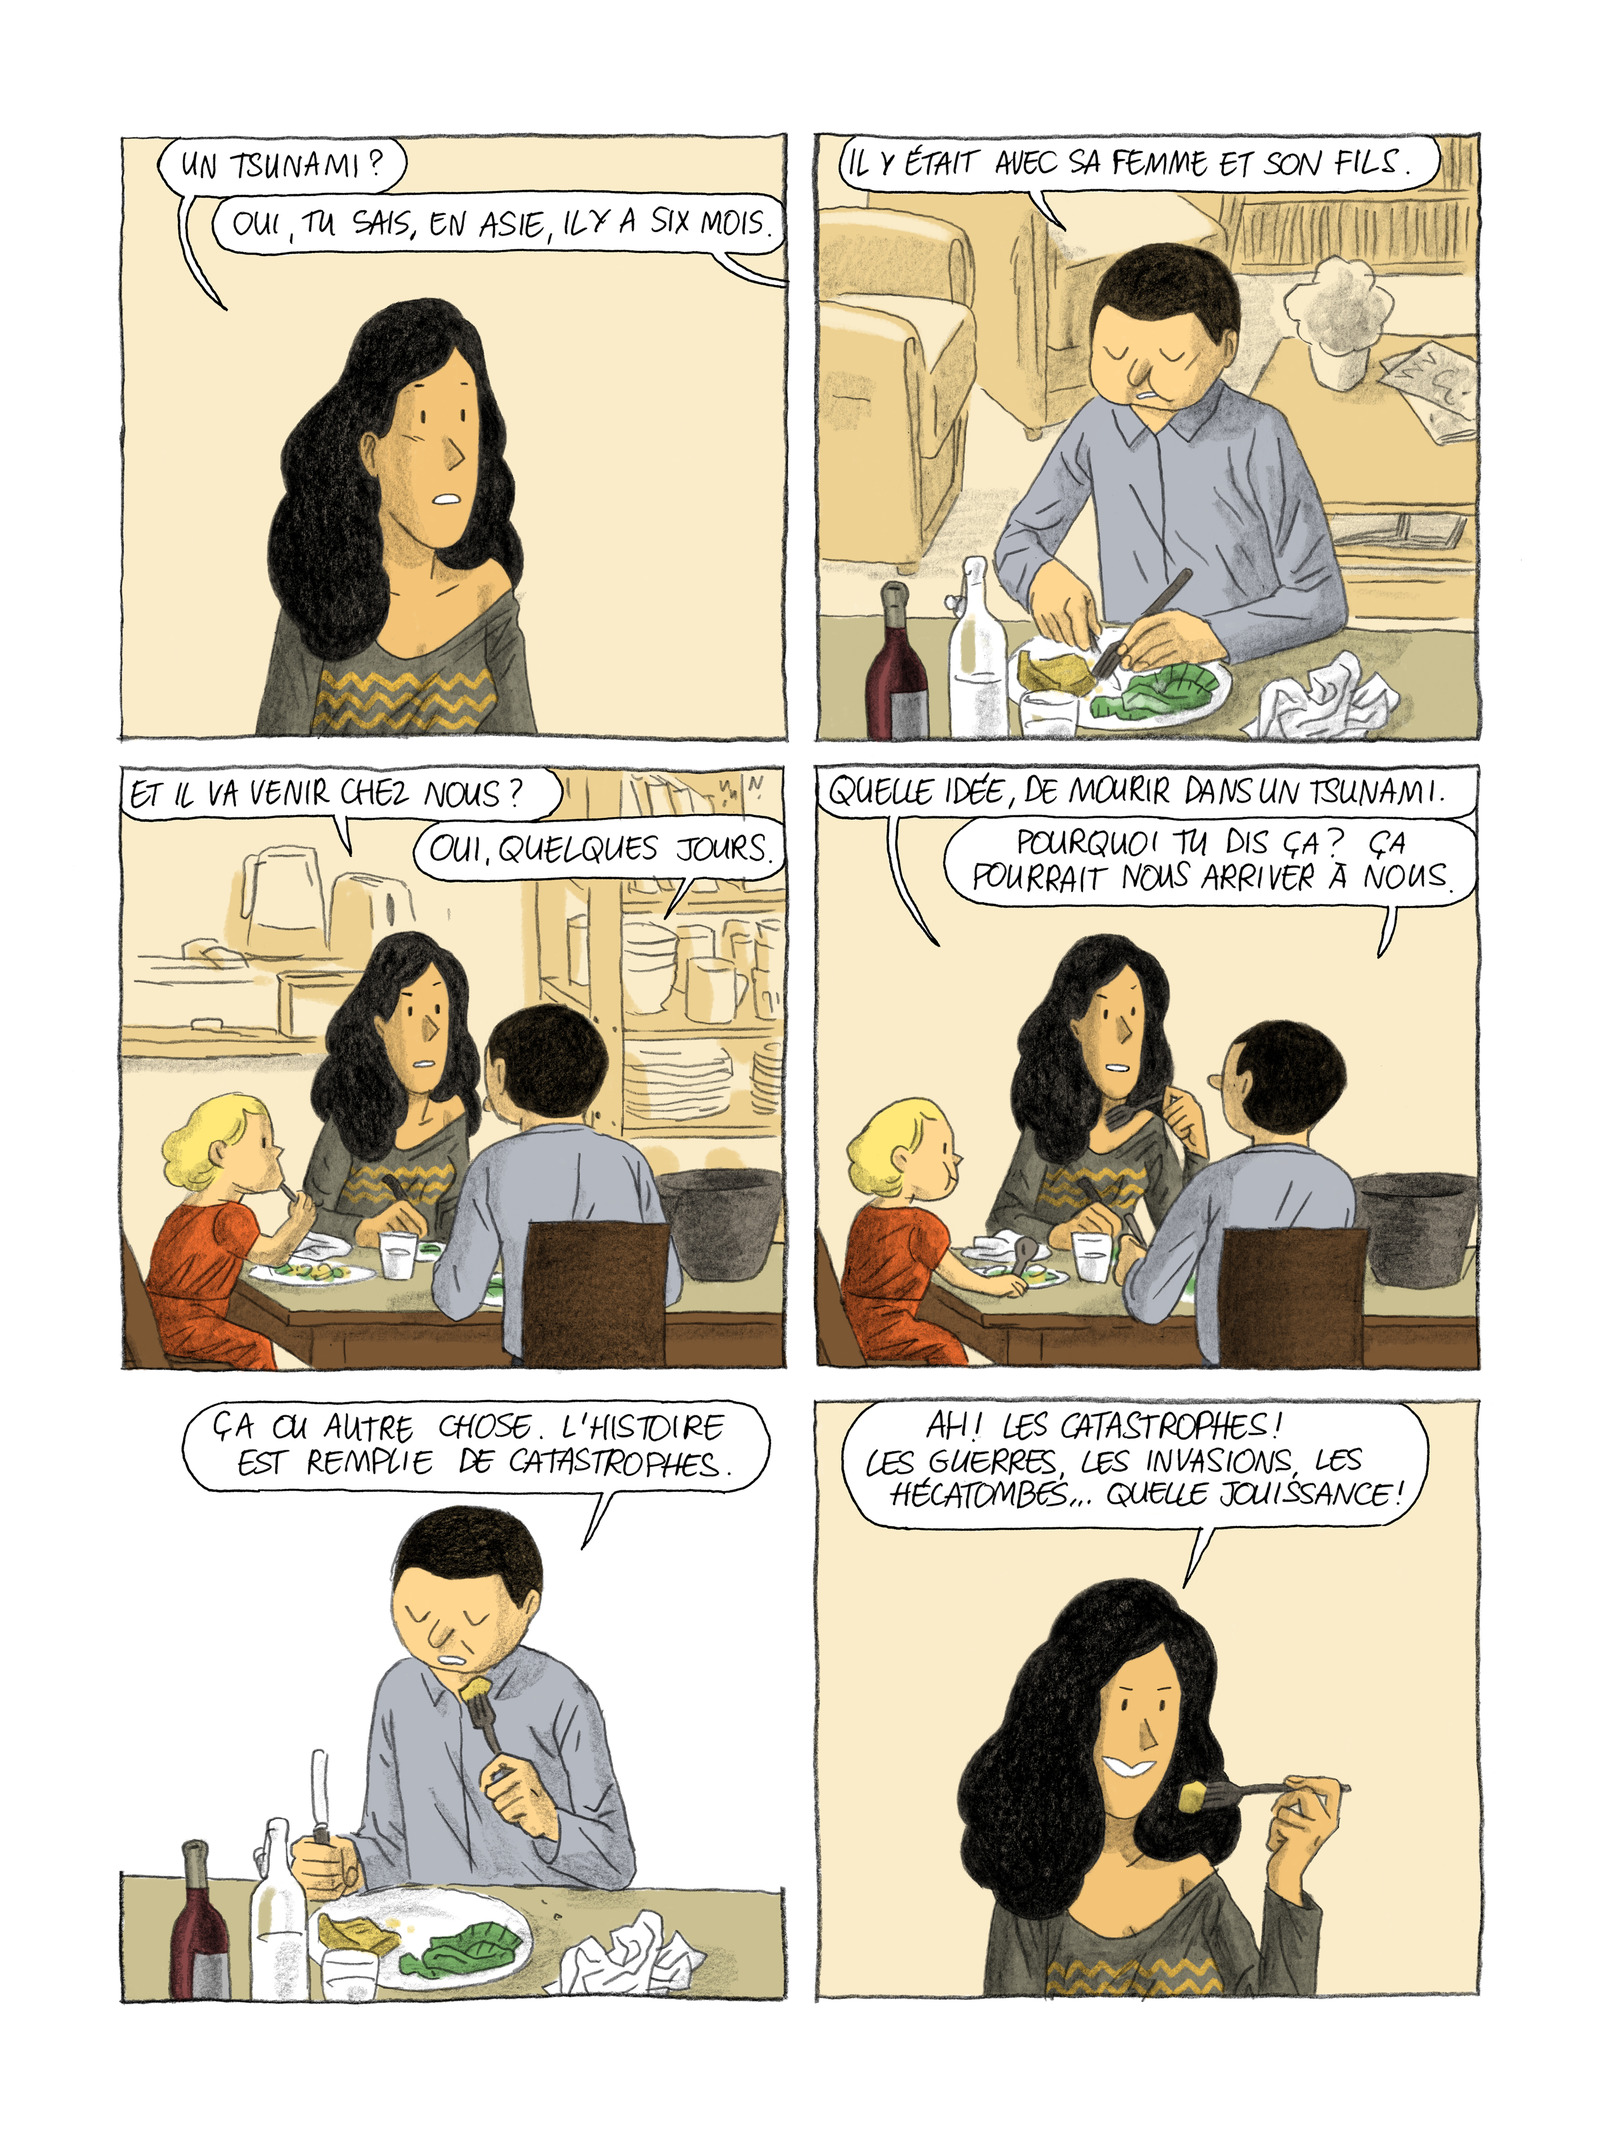 UN TSUNAMI?
OUI, TU SAIS, EN ASIE, IL Y A SIX MOIS.
IL Y ÉTAIT AVEC SA FEMME ET SON FILS.
ET IL VA VENIR CHEZ NOUS?
OUI, QUELQUES JOURS.
QUELLE IDÉE, DE MOURIR DANS UN TSUNAMI.
POURQUOI TU DIS ÇA? ÇA
POURRAIT NOUS ARRIVER À NOUS.
ÇA OU AUTRE CHOSE. L'HISTOIRE
EST REMPLIE DE CATASTROPHES.
AH! LES CATASTROPHES!
LES GUERRES, LES INVASIONS, LES
HÉCATOMBES... QUELLE JOUISSANCE!